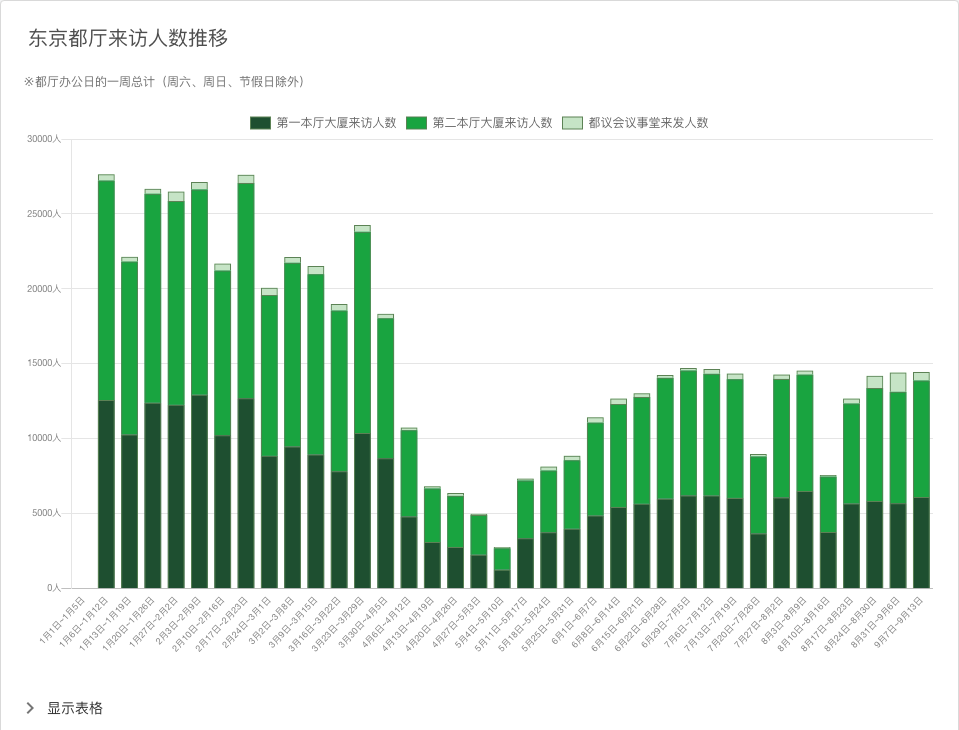 东京都厅来访人数推移
※都厅办公日的一周总计（周六、周日、节假日除外）
第一本厅大厦来访人数 第二本厅大厦来访人数 都议会议事堂来发人数
30000人
25000人
20000人
15000人
10000人
5000人
0人
1月1日~1月5日
1月6日~1月12日
1月13日~1月19日
1月20日~1月26日
1月27日~2月2日
2月3日~2月9日
2月10日~2月16日
2月17日~2月23日
2月24日~3月1日
3月2日~3月8日
3月9日~3月15日
3月16日~3月22日
3月23日~3月29日
3月30日~4月5日
4月6日~4月12日
4月13日~4月19日
4月20日~4月26日
4月27日~5月3日
5月4日~5月10日
5月11日~5月17日
5月18日~5月24日
5月25日~5月31日
6月1日~6月7日
6月8日~6月14日
6月15日~6月21日
6月22日~6月28日
6月29日~7月5日
7月6日~7月12日
7月13日~7月19日
7月20日~7月26日
7月27日~8月2日
8月3日~8月9日
8月10日~8月16日
8月17日~8月23日
8月24日~8月30日
8月31日~9月6日
9月7日~9月13日
显示表格